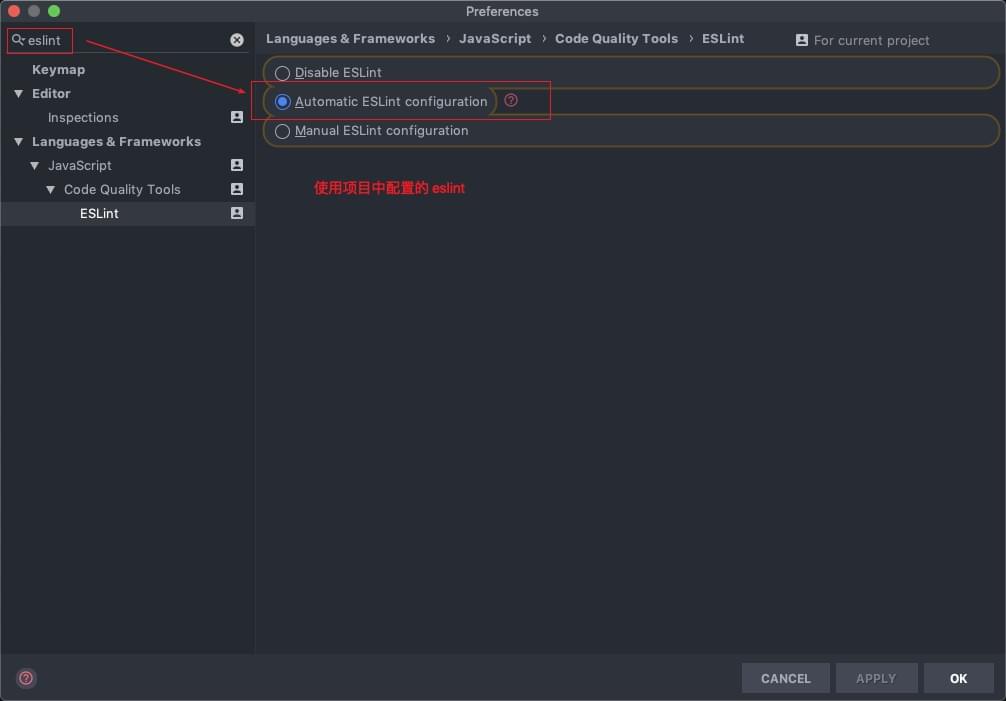 Preferences
eslint
Languages & Frameworks › JavaScript › Code Quality Tools › ESLint For current project
Keymap
Editor
Inspections
Languages & Frameworks
JavaScript
Code Quality Tools
ESLint
Disable ESLint
Automatic ESLint configuration ?
Manual ESLint configuration
使用项目中配置的 eslint
?
CANCEL APPLY OK